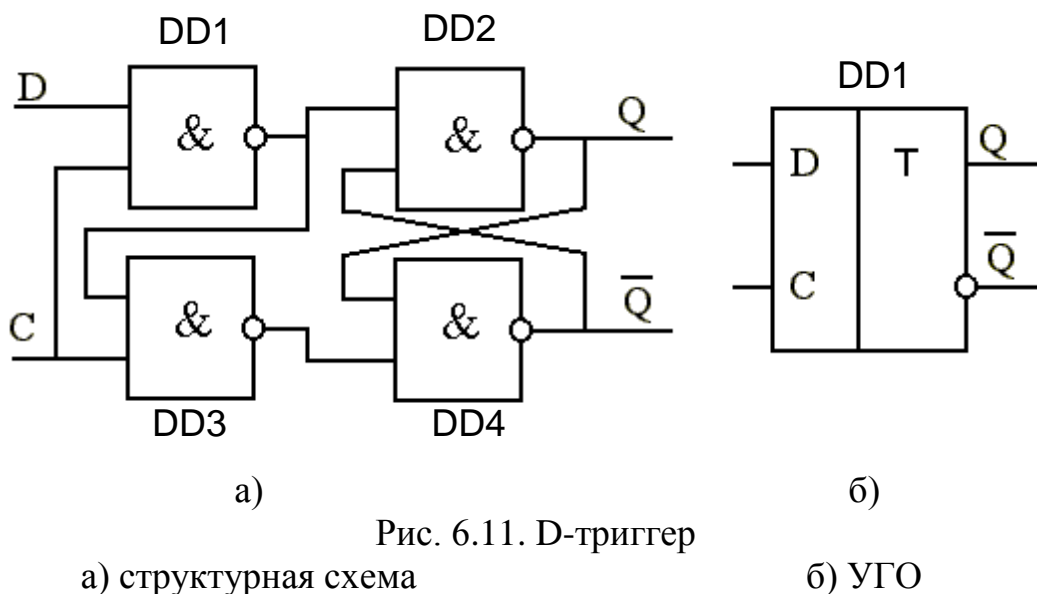 DD1 DD2
D & & Q
DD1
D T Q
C Q̅
C & & Q̅
DD3 DD4
а) б)
Рис. 6.11. D-триггер
а) структурная схема б) УГО